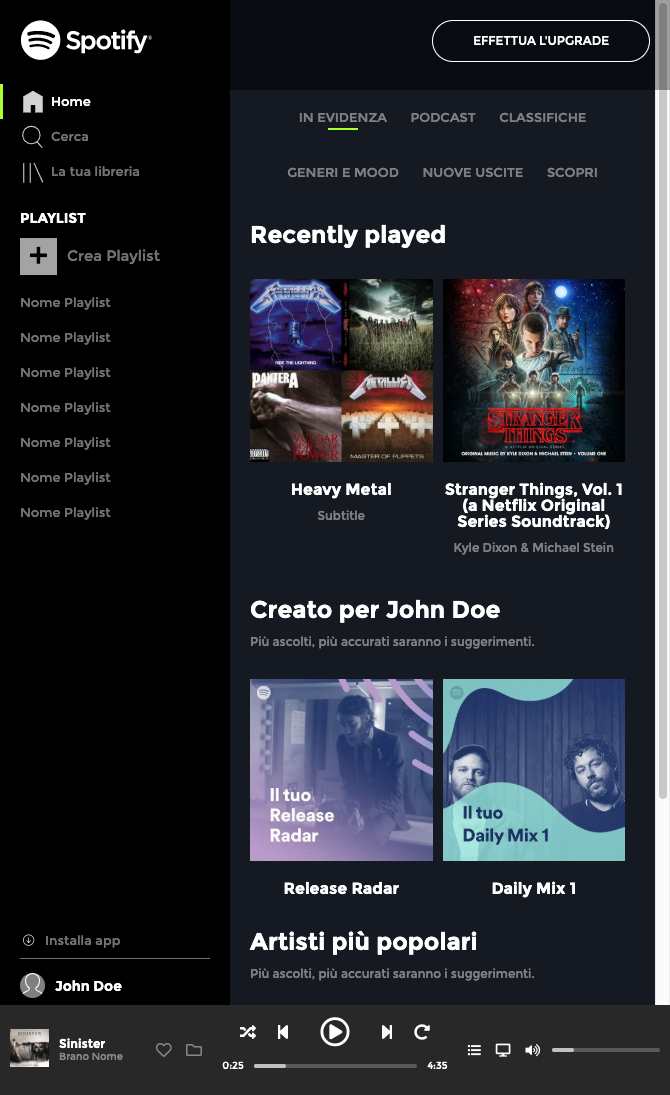 Spotify®
EFFETTUA L'UPGRADE
Home
Cerca
La tua libreria
PLAYLIST
Crea Playlist
Nome Playlist
Nome Playlist
Nome Playlist
Nome Playlist
Nome Playlist
Nome Playlist
Nome Playlist
Installa app
John Doe
IN EVIDENZA PODCAST CLASSIFICHE
GENERI E MOOD NUOVE USCITE SCOPRI
Recently played
METALLICA
RIDE THE LIGHTNING
PANTERA
VULGAR
DISPLAY OF
POWER
METALLICA
MASTER OF PUPPETS
STRANGER
THINGS
A NETFLIX ORIGINAL SERIES
ORIGINAL MUSIC BY KYLE DIXON & MICHAEL STEIN • VOLUME ONE
Heavy Metal
Subtitle
Stranger Things, Vol. 1
(a Netflix Original
Series Soundtrack)
Kyle Dixon & Michael Stein
Creato per John Doe
Più ascolti, più accurati saranno i suggerimenti.
Il tuo
Release
Radar
Il tuo
Daily Mix 1
Release Radar
Daily Mix 1
Artisti più popolari
Più ascolti, più accurati saranno i suggerimenti.
SINISTER
Sinister
Brano Nome
0:25
4:35